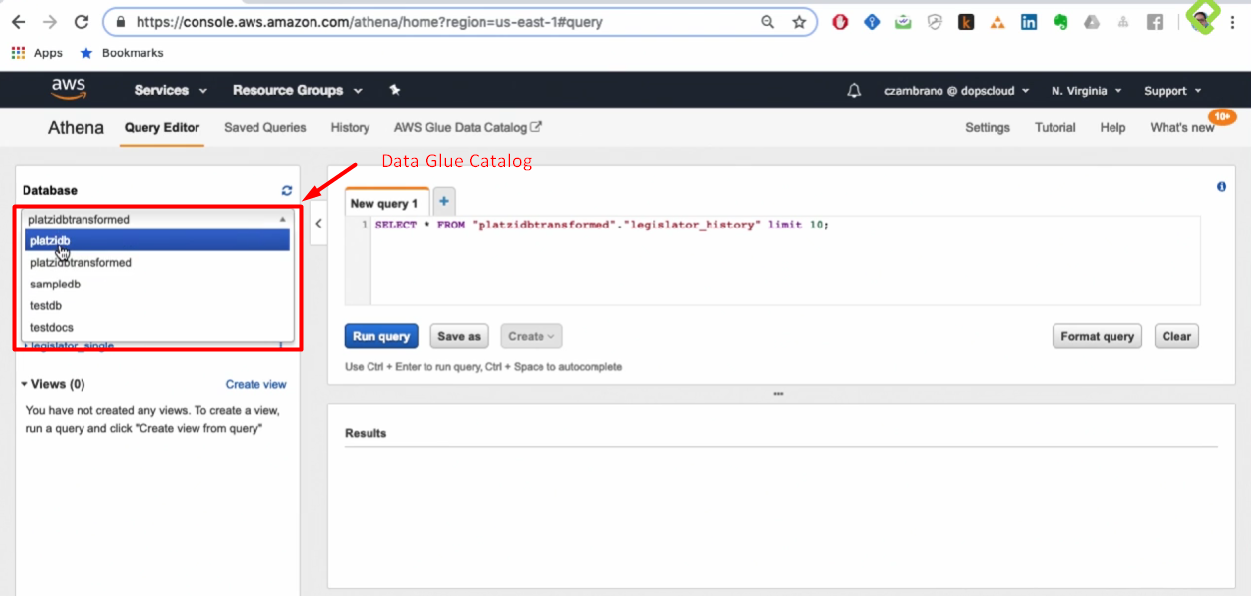 https://console.aws.amazon.com/athena/home?region=us-east-1#query
Apps Bookmarks
aws Services Resource Groups czambrano @ dopscloud N. Virginia Support
Athena Query Editor Saved Queries History AWS Glue Data Catalog Settings Tutorial Help What's new 10+
Data Glue Catalog
Database
platzidbtransformed
platzidb
platzidbtransformed
sampledb
testdb
testdocs
legislator_single
Views (0) Create view
You have not created any views. To create a view,
run a query and click "Create view from query"
New query 1
1 SELECT * FROM "platzidbtransformed"."legislator_history" limit 10;
Run query Save as Create Format query Clear
Use Ctrl + Enter to run query, Ctrl + Space to autocomplete
Results